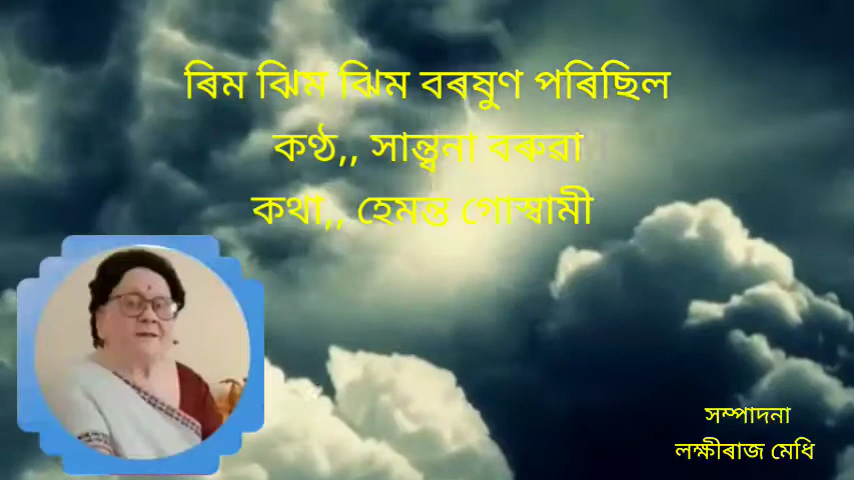 ৰিম ঝিম ঝিম বৰষুণ পৰিছিল
কণ্ঠ,, সান্ত্বনা বৰুৱা
কথা,, হেমন্ত গোস্বামী
সম্পাদনা
লক্ষীৰাজ মেধি